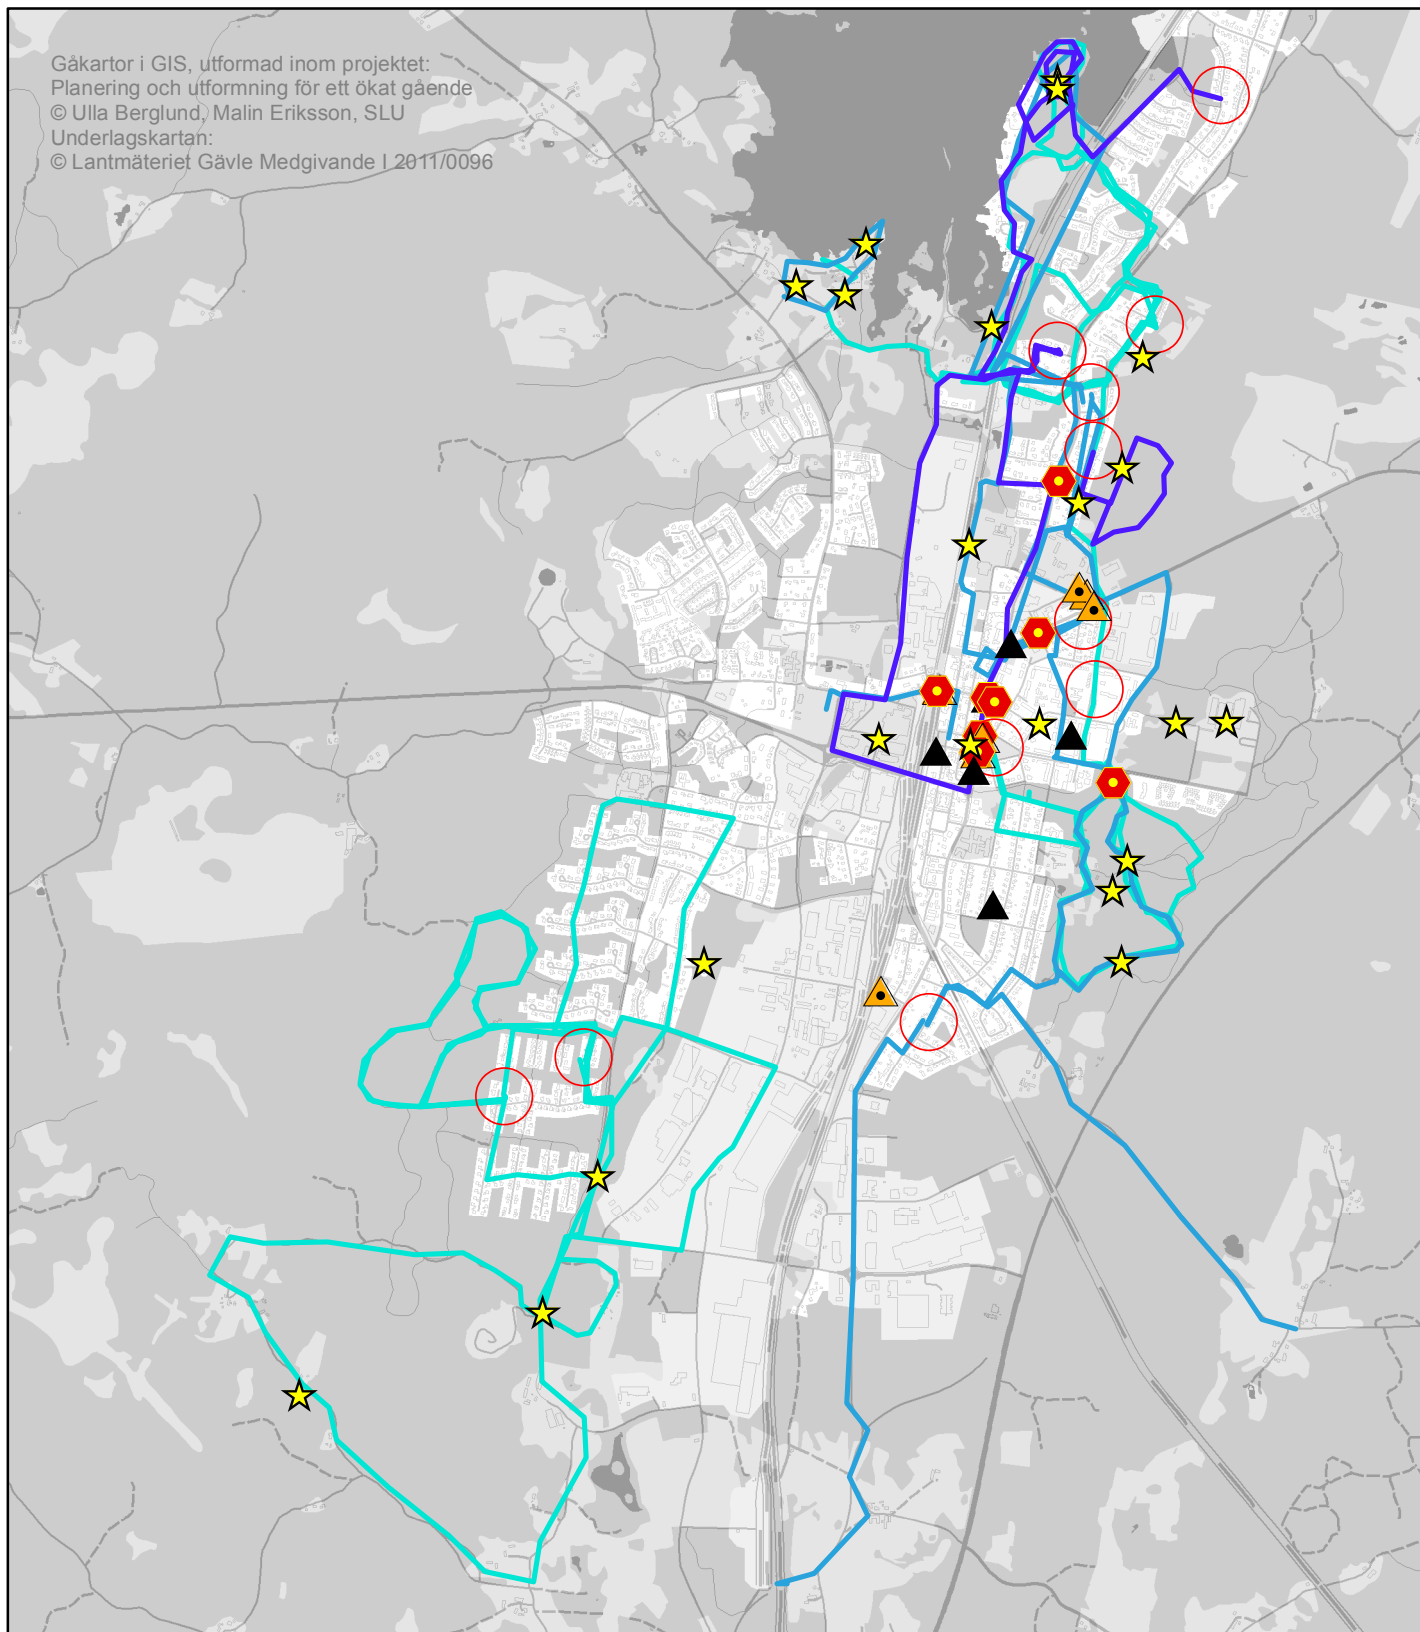 Gåkartor i GIS, utformad inom projektet:
Planering och utformning för ett ökat gående
© Ulla Berglund, Malin Eriksson, SLU
Underlagskartan:
© Lantmäteriet Gävle Medgivande I 2011/0096